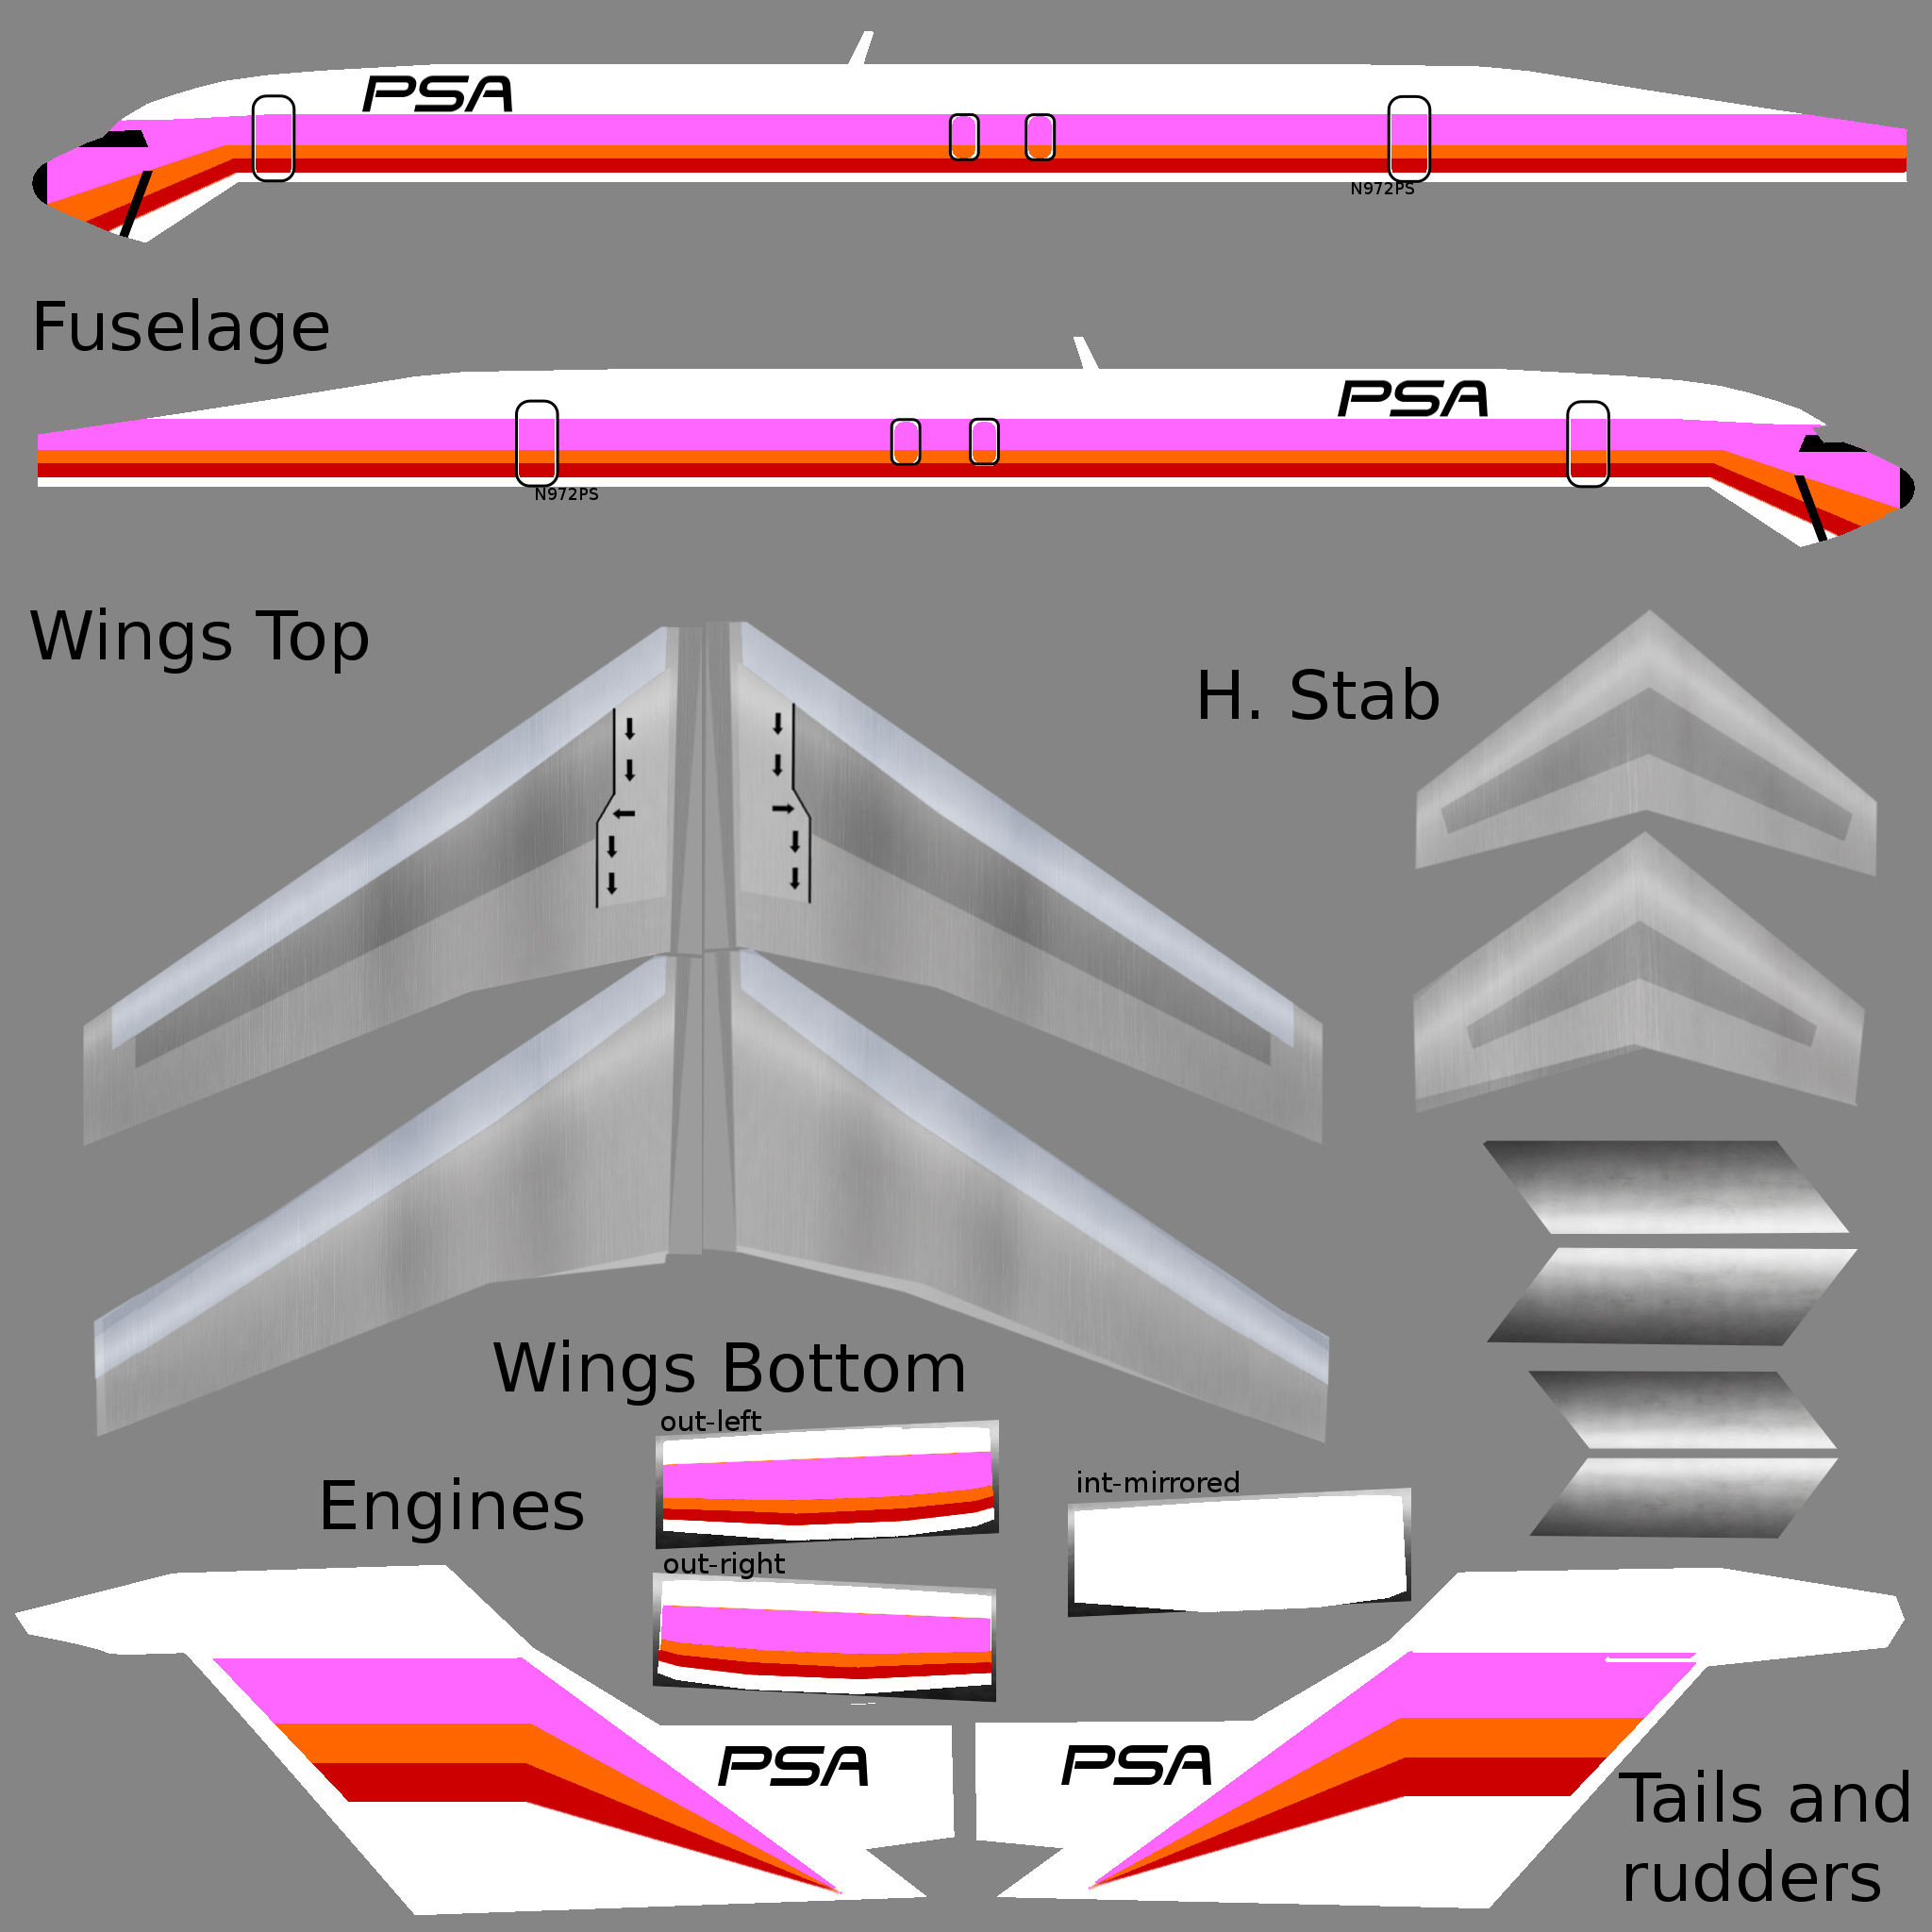 PSA
N972PS
Fuselage
PSA
N972PS
Wings Top
H. Stab
Wings Bottom
out-left
Engines
int-mirrored
out-right
PSA
PSA
Tails and
rudders